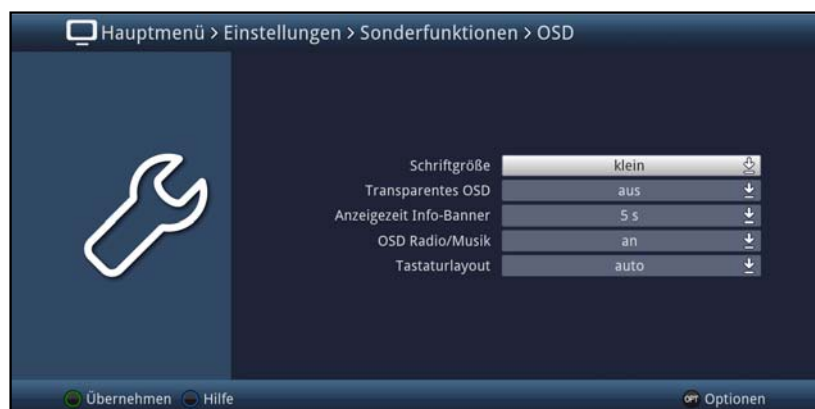 Hauptmenü > Einstellungen > Sonderfunktionen > OSD
Schriftgröße klein
Transparentes OSD aus
Anzeigezeit Info-Banner 5 s
OSD Radio/Musik an
Tastaturlayout auto
Übernehmen Hilfe OPT Optionen